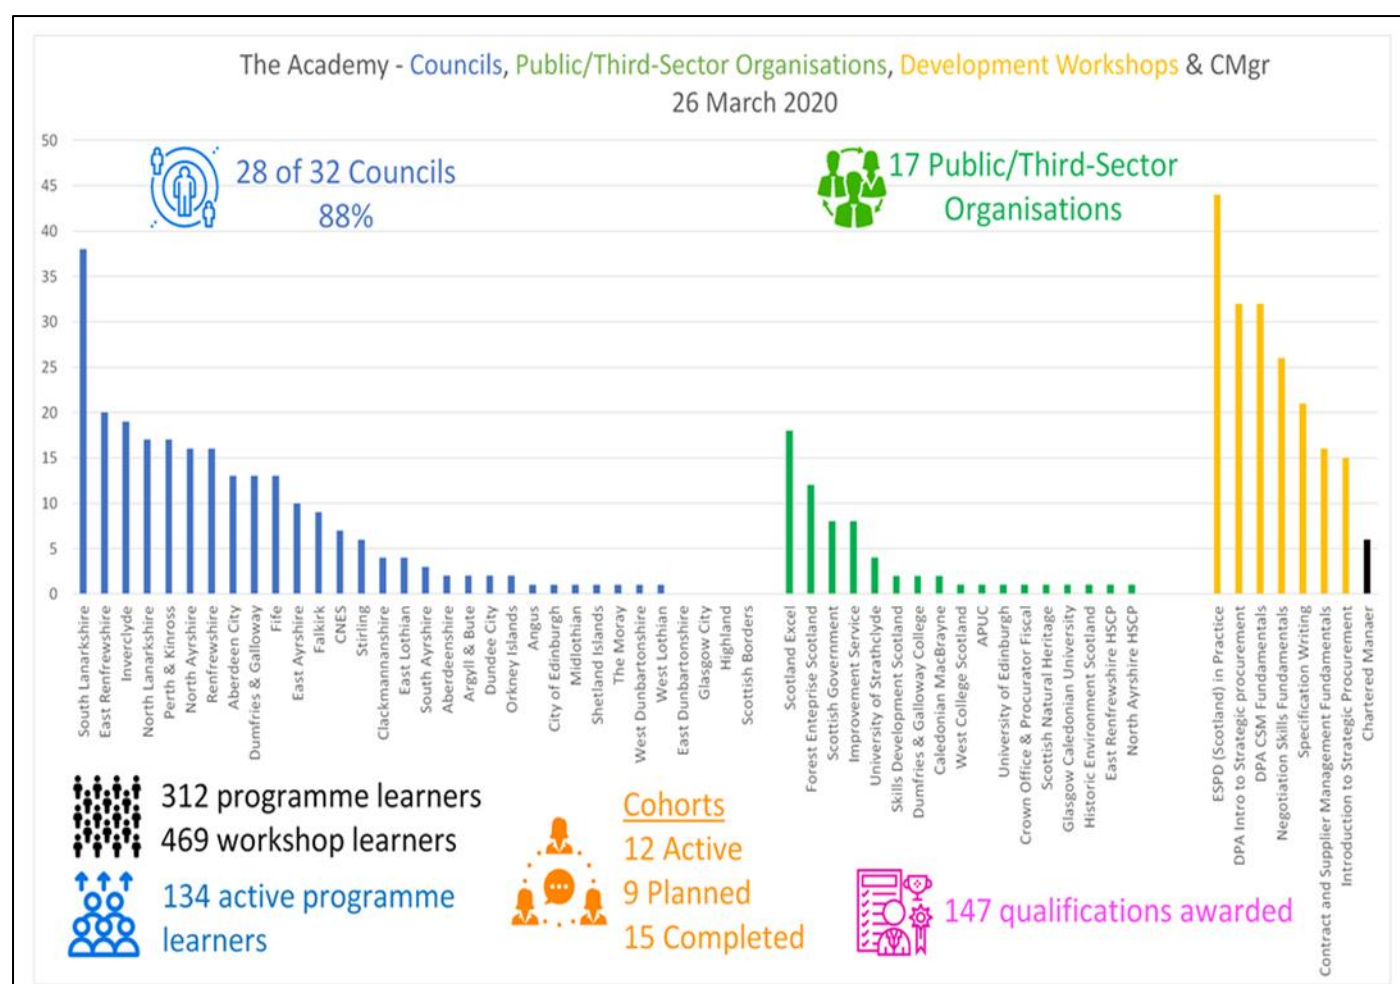 The Academy - Councils, Public/Third-Sector Organisations, Development Workshops & CMgr
26 March 2020
50
45
40
35
30
25
20
15
10
5
0
28 of 32 Councils
88%
17 Public/Third-Sector
Organisations
South Lanarkshire
East Renfrewshire
Inverclyde
North Lanarkshire
Perth & Kinross
North Ayrshire
Renfrewshire
Aberdeen City
Dumfries & Galloway
Fife
East Ayrshire
Falkirk
CNES
Stirling
Clackmannanshire
East Lothian
South Ayrshire
Aberdeenshire
Argyll & Bute
Dundee City
Orkney Islands
Angus
City of Edinburgh
Midlothian
Shetland Islands
The Moray
West Dunbartonshire
West Lothian
East Dunbartonshire
Glasgow City
Highland
Scottish Borders
Scotland Excel
Forest Enteprise Scotland
Scottish Government
Improvement Service
University of Strathclyde
Skills Development Scotland
Dumfries & Galloway College
Caledonian MacBrayne
West College Scotland
APUC
University of Edinburgh
Crown Office & Procurator Fiscal
Scottish Natural Heritage
Glasgow Caledonian University
Historic Environment Scotland
East Renfrewshire HSCP
North Ayrshire HSCP
ESPD (Scotland) in Practice
DPA Intro to Strategic procurement
DPA CSM Fundamentals
Negotiation Skills Fundamentals
Specification Writing
Contract and Supplier Management Fundamentals
Introduction to Strategic Procurement
Chartered Manaer
312 programme learners
469 workshop learners
134 active programme
learners
Cohorts
12 Active
9 Planned
15 Completed
147 qualifications awarded